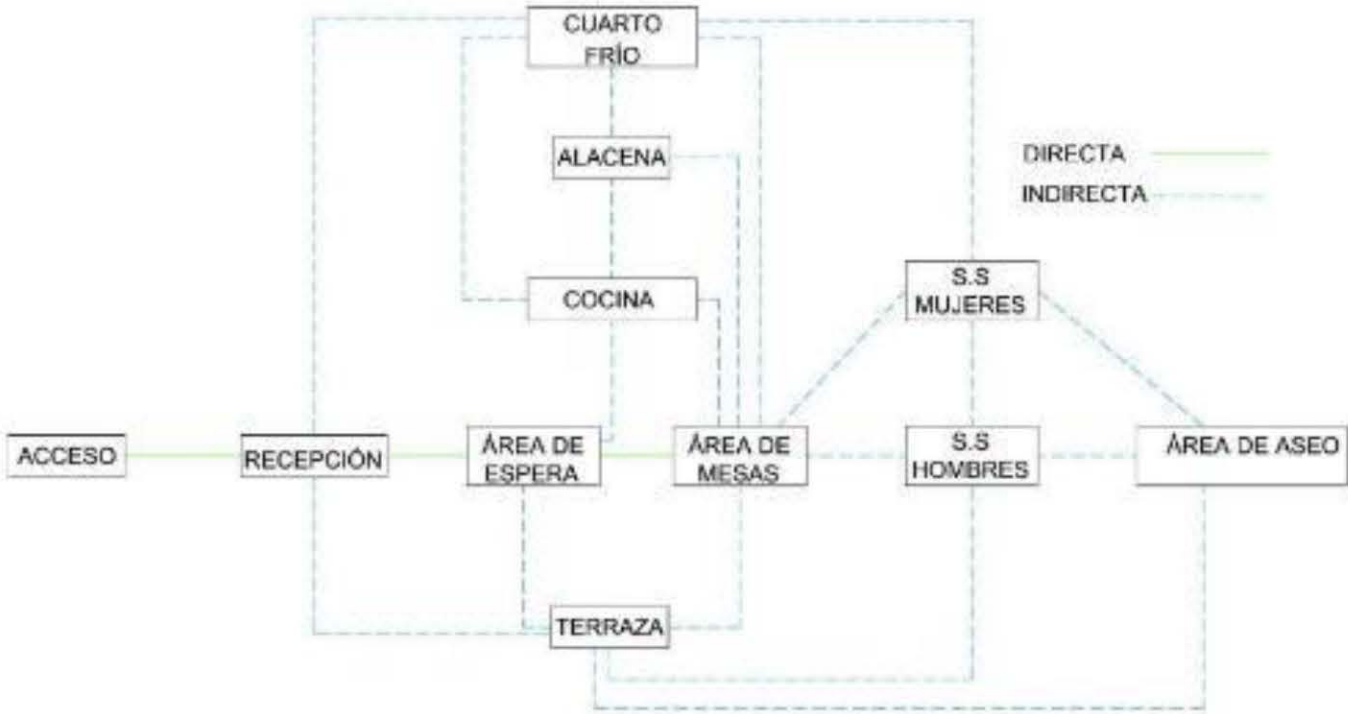 CUARTO
FRÍO
ALACENA
DIRECTA
INDIRECTA
COCINA
S.S
MUJERES
ACCESO
RECEPCIÓN
ÁREA DE
ESPERA
ÁREA DE
MESAS
S.S
HOMBRES
ÁREA DE ASEO
TERRAZA